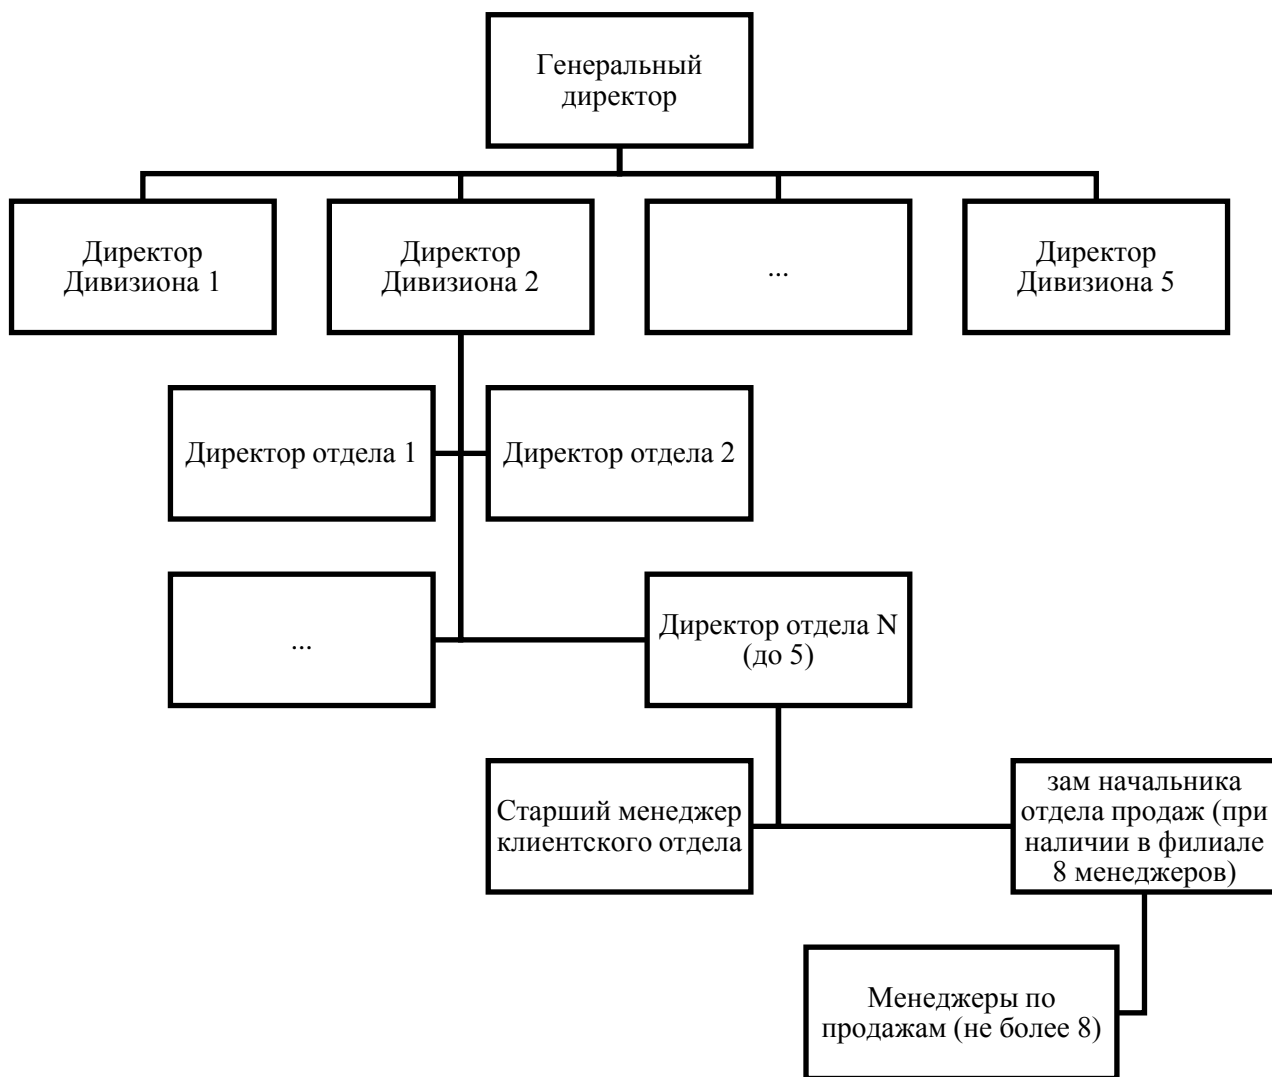 Генеральный
директор
Директор
Дивизиона 1
Директор
Дивизиона 2
...
Директор
Дивизиона 5
Директор отдела 1
Директор отдела 2
...
Директор отдела N
(до 5)
Старший менеджер
клиентского отдела
зам начальника
отдела продаж (при
наличии в филиале
8 менеджеров)
Менеджеры по
продажам (не более 8)